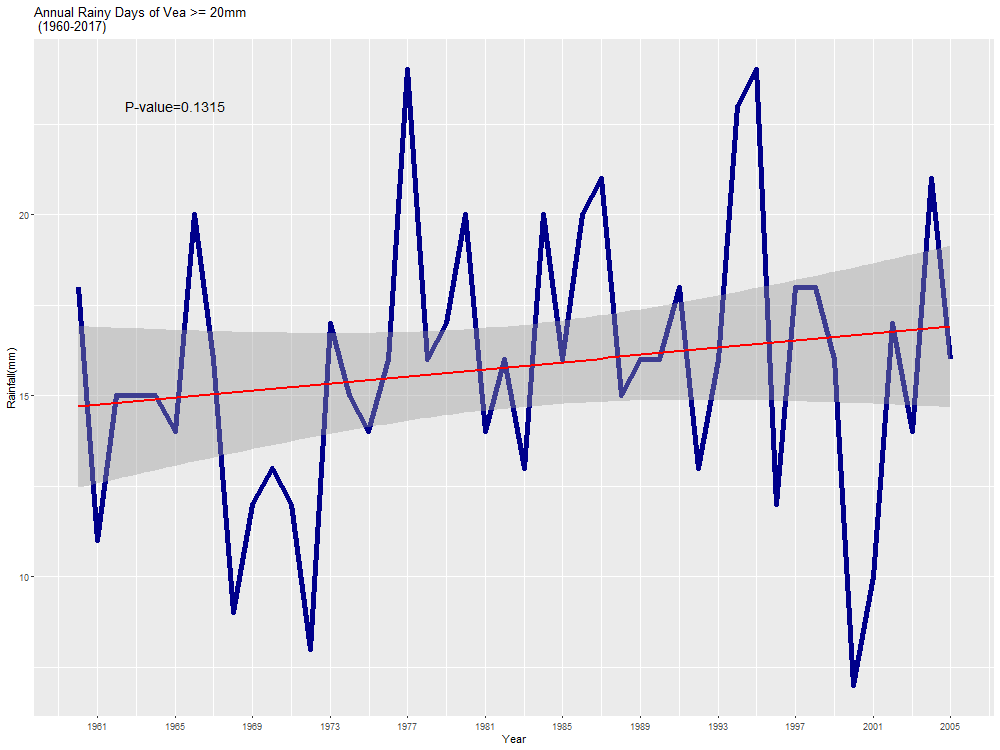 Annual Rainy Days of Vea >= 20mm
(1960-2017)
P-value=0.1315
Rainfall(mm)
20
15
10
1961 1965 1969 1973 1977 1981 1985 1989 1993 1997 2001 2005
Year